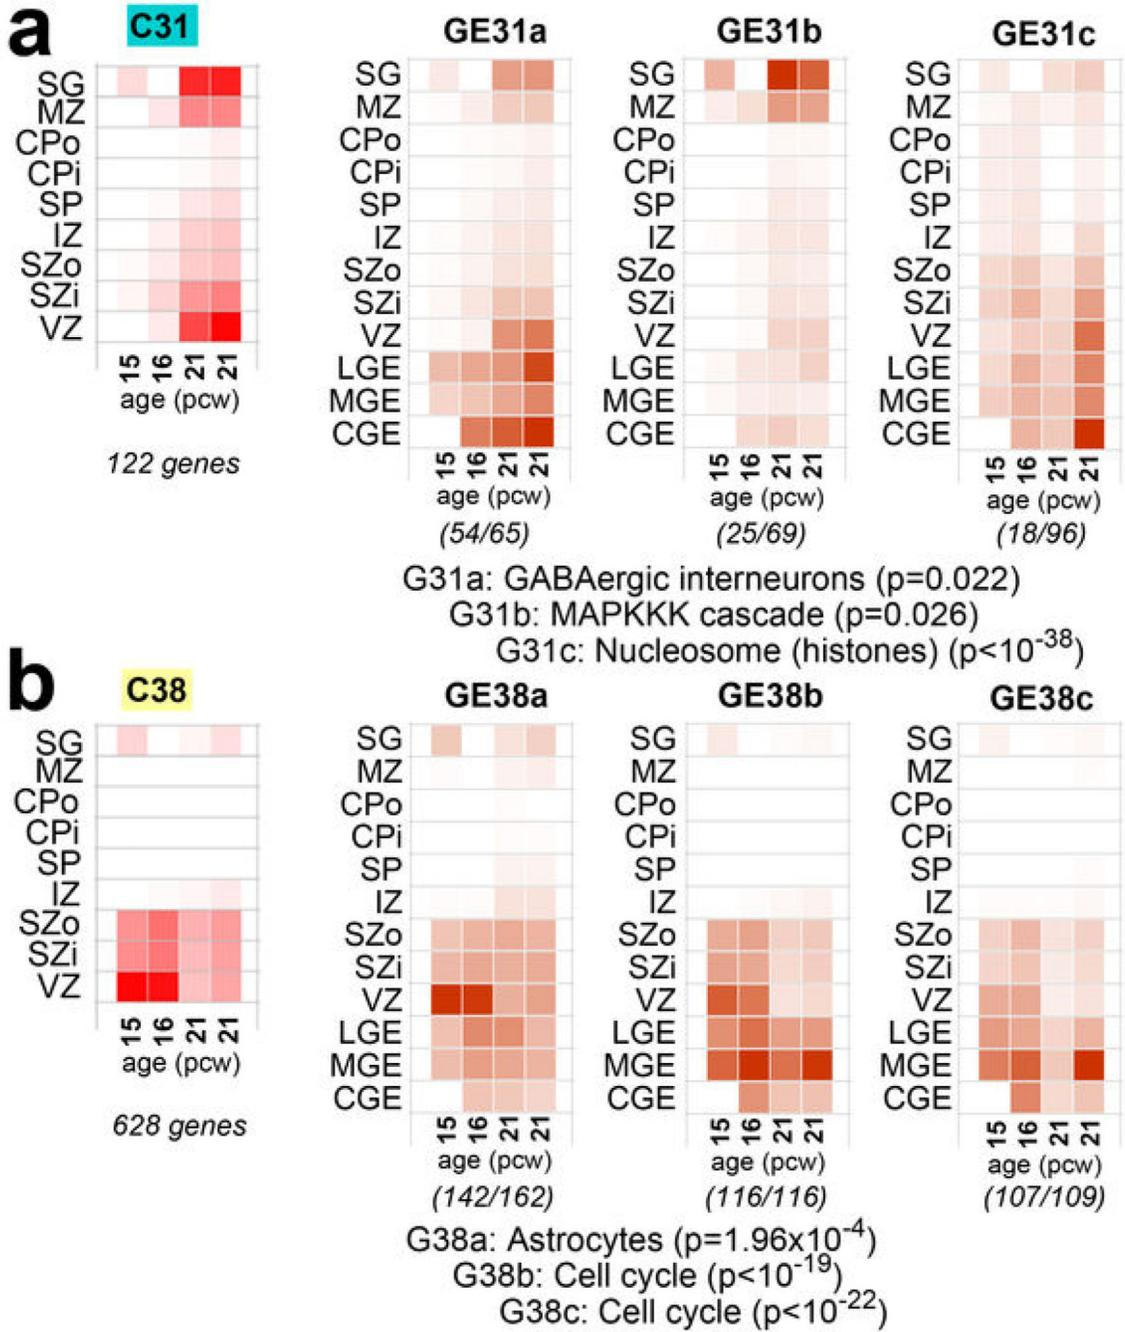 a
C31
GE31a
GE31b
GE31c
SG
MZ
CPo
CPi
SP
IZ
SZo
SZi
VZ
15 16 21 21
age (pcw)
122 genes
SG
MZ
CPo
CPi
SP
IZ
SZo
SZi
VZ
LGE
MGE
CGE
15 16 21 21
age (pcw)
(54/65)
SG
MZ
CPo
CPi
SP
IZ
SZo
SZi
VZ
LGE
MGE
CGE
15 16 21 21
age (pcw)
(25/69)
SG
MZ
CPo
CPi
SP
IZ
SZo
SZi
VZ
LGE
MGE
CGE
15 16 21 21
age (pcw)
(18/96)
G31a: GABAergic interneurons (p=0.022)
G31b: MAPKKK cascade (p=0.026)
G31c: Nucleosome (histones) (p<10⁻³⁸)
b
C38
GE38a
GE38b
GE38c
SG
MZ
CPo
CPi
SP
IZ
SZo
SZi
VZ
15 16 21 21
age (pcw)
628 genes
SG
MZ
CPo
CPi
SP
IZ
SZo
SZi
VZ
LGE
MGE
CGE
15 16 21 21
age (pcw)
(142/162)
SG
MZ
CPo
CPi
SP
IZ
SZo
SZi
VZ
LGE
MGE
CGE
15 16 21 21
age (pcw)
(116/116)
SG
MZ
CPo
CPi
SP
IZ
SZo
SZi
VZ
LGE
MGE
CGE
15 16 21 21
age (pcw)
(107/109)
G38a: Astrocytes (p=1.96x10⁻⁴)
G38b: Cell cycle (p<10⁻¹⁹)
G38c: Cell cycle (p<10⁻²²)